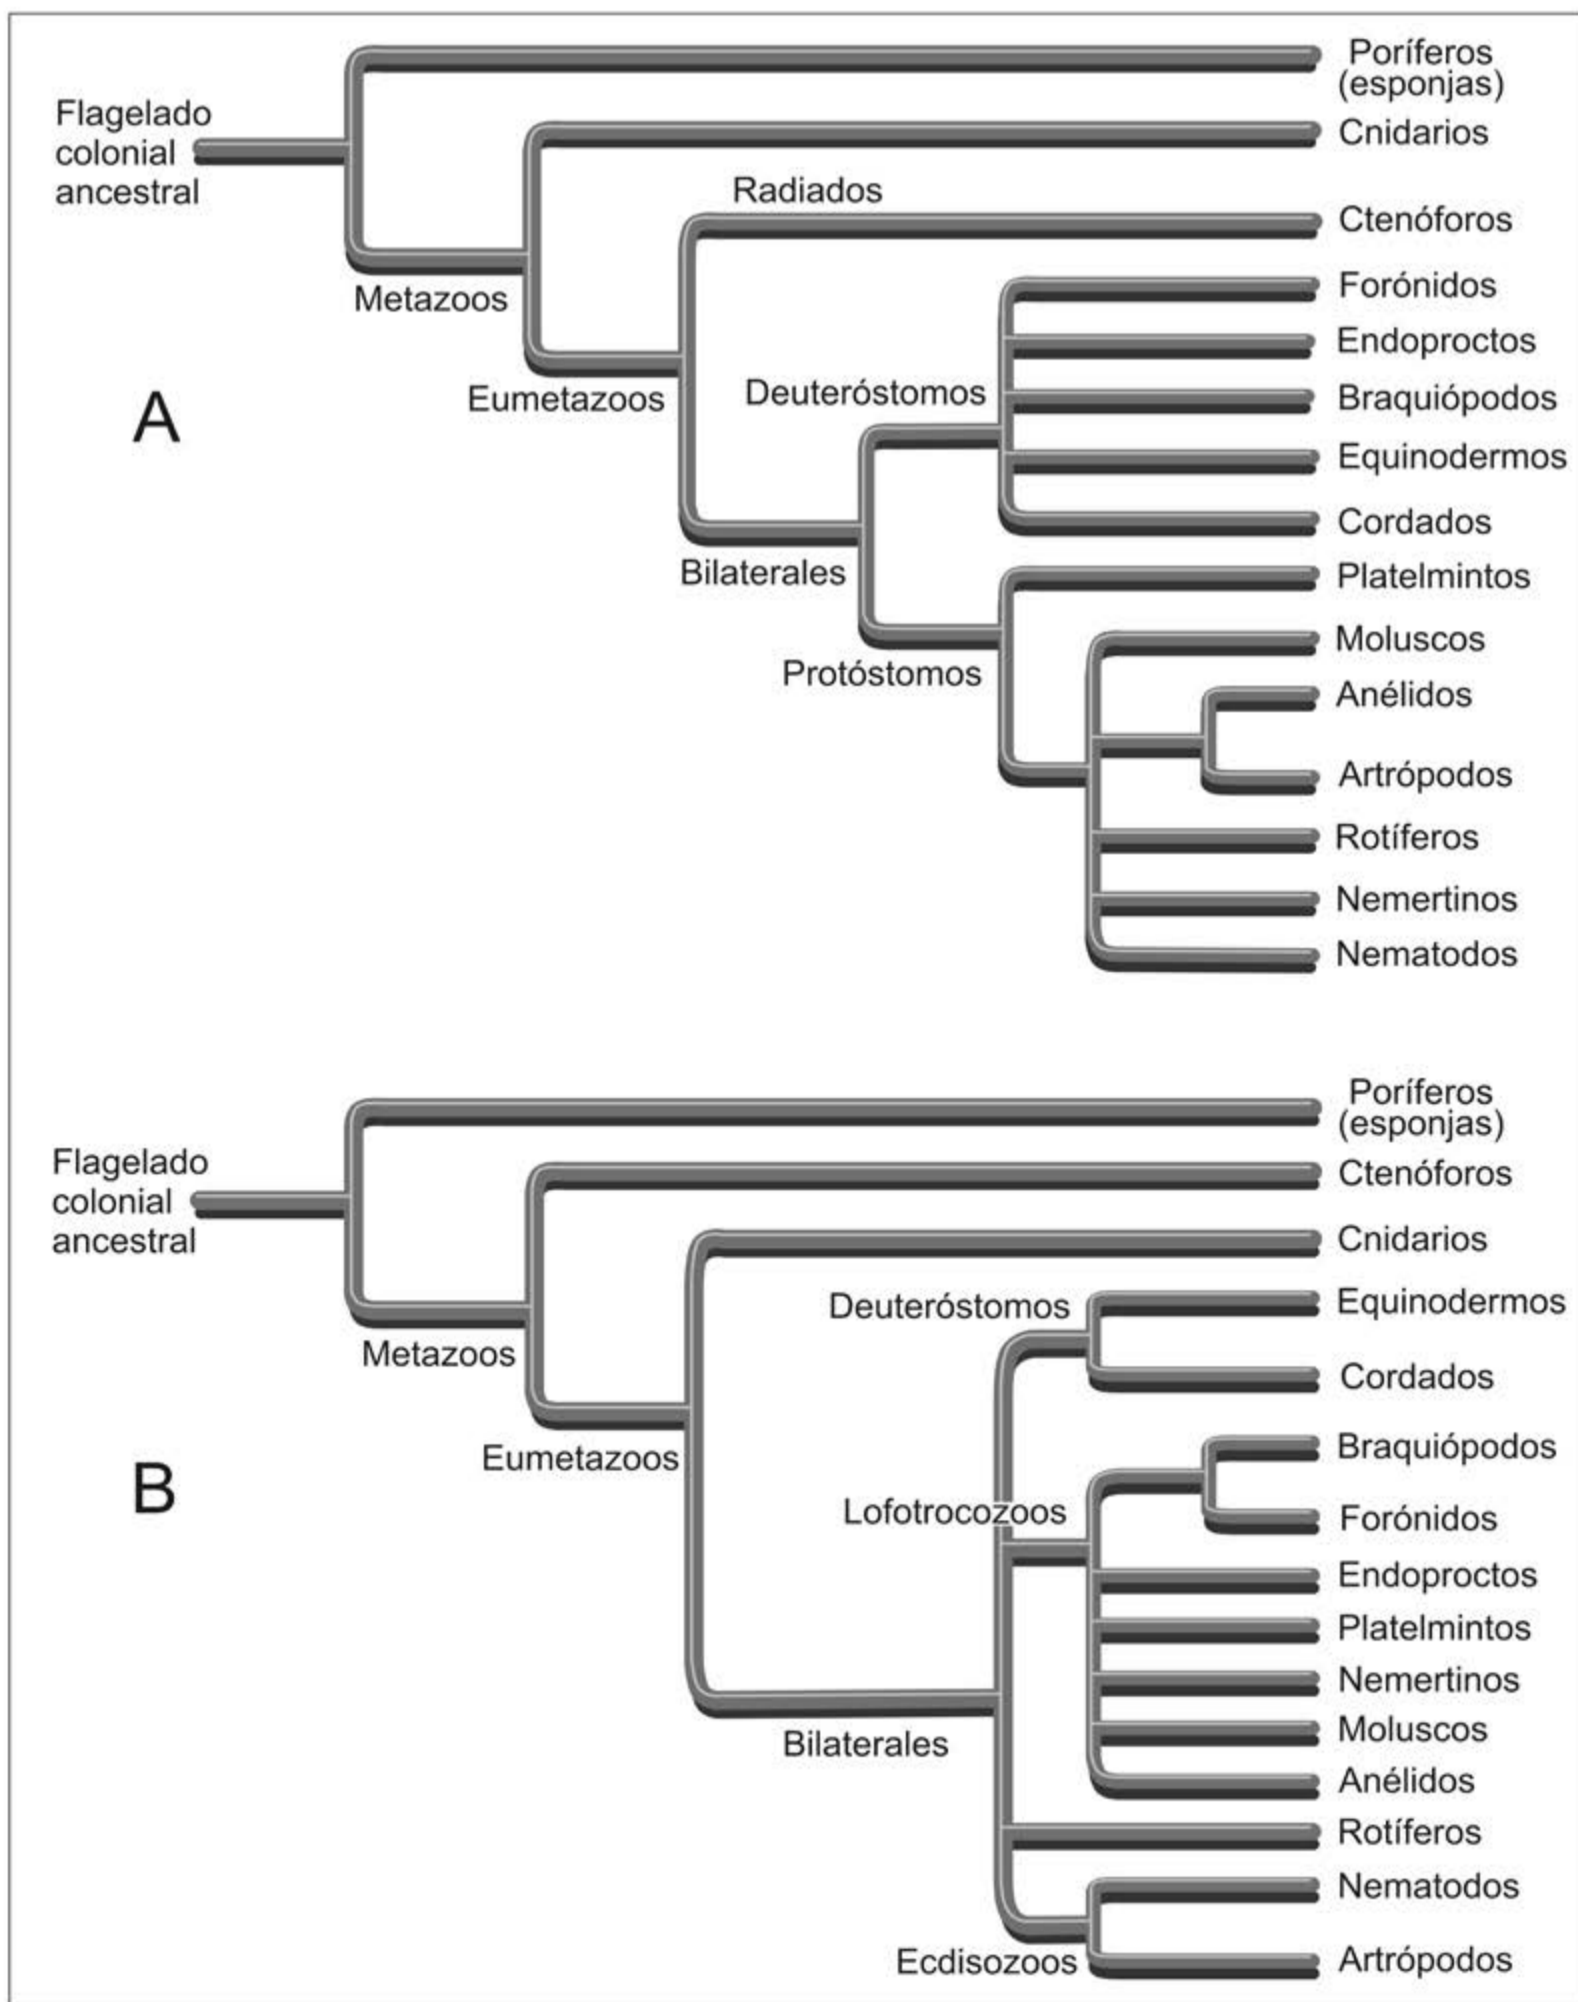 Poríferos
(esponjas)
Flagelado
colonial
ancestral
Cnidarios
Radiados
Ctenóforos
Metazoos
Forónidos
Endoproctos
Eumetazoos
Deuteróstomos
Braquiópodos
A
Equinodermos
Cordados
Bilaterales
Platelmintos
Moluscos
Protóstomos
Anélidos
Artrópodos
Rotíferos
Nemertinos
Nematodos
Poríferos
(esponjas)
Flagelado
colonial
ancestral
Ctenóforos
Cnidarios
Deuteróstomos
Equinodermos
Metazoos
Cordados
Eumetazoos
Braquiópodos
B
Lofotrocozoos
Forónidos
Endoproctos
Platelmintos
Nemertinos
Bilaterales
Moluscos
Anélidos
Rotíferos
Nematodos
Ecdisozoos
Artrópodos